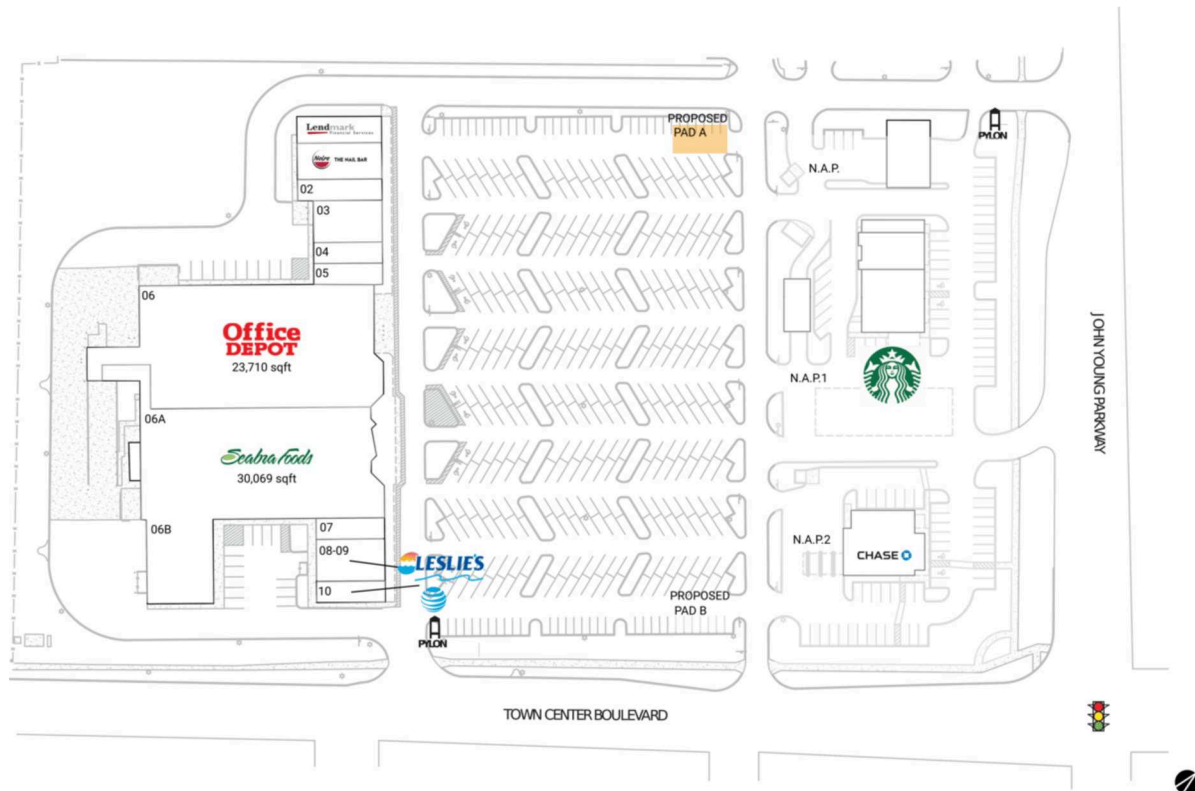 Lendmark
Financial Services
Noire THE NAIL BAR
02
03
04
05
06
Office
DEPOT
23,710 sqft
06A
Seabra Foods
30,069 sqft
06B
07
08-09
10
LESLIE'S
PYLON
PROPOSED
PAD A
PROPOSED
PAD B
N.A.P.
N.A.P.1
N.A.P.2
CHASE
PYLON
JOHN YOUNG PARKWAY
TOWN CENTER BOULEVARD